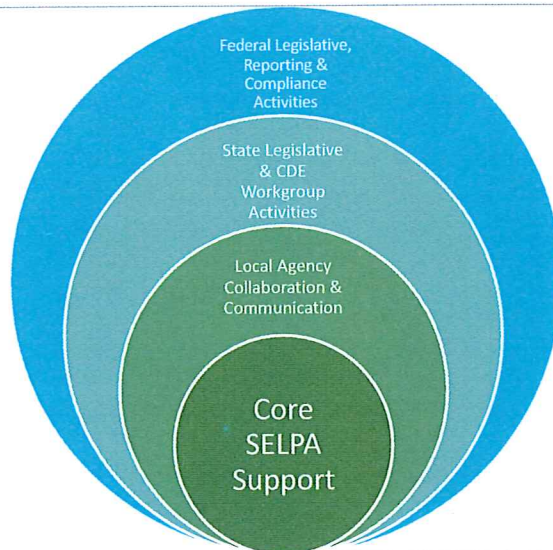 Federal Legislative,
Reporting &
Compliance
Activities
State Legislative
& CDE
Workgroup
Activities
Local Agency
Collaboration &
Communication
Core
SELPA
Support